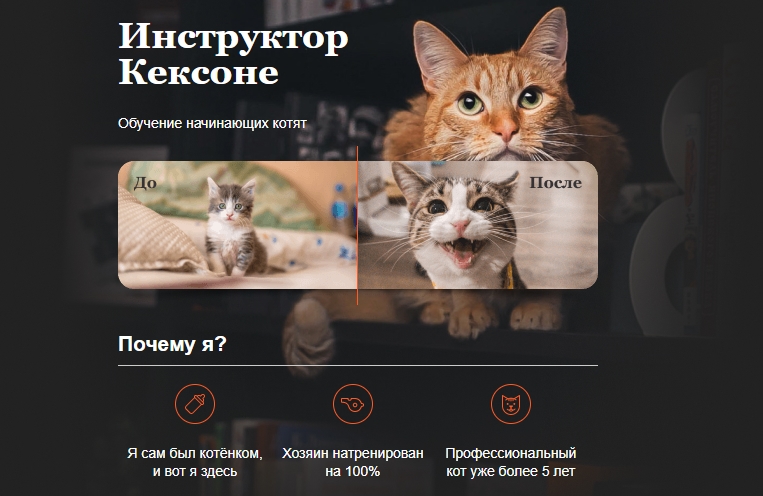 Инструктор
Кексоне
Обучение начинающих котят
До
После
Почему я?
Я сам был котёнком,
и вот я здесь
Хозяин натренирован
на 100%
Профессиональный
кот уже более 5 лет